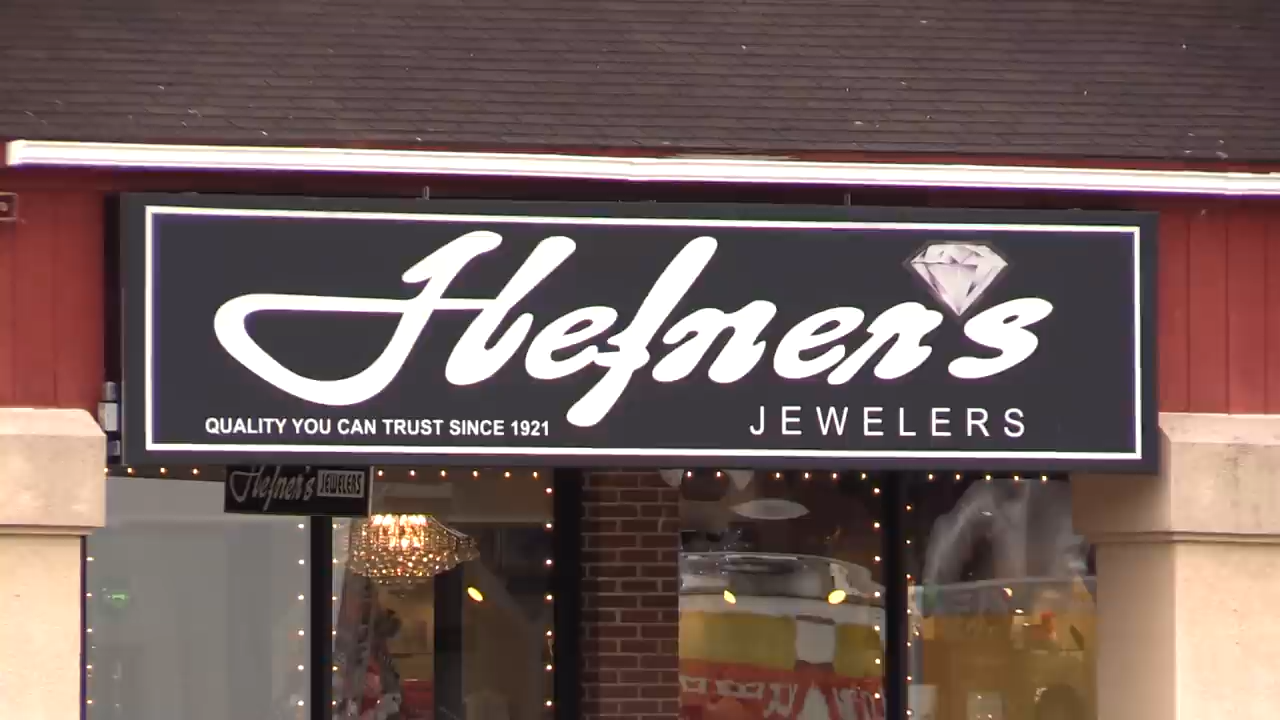 Hefner's
QUALITY YOU CAN TRUST SINCE 1921
JEWELERS
Hefner's JEWELERS